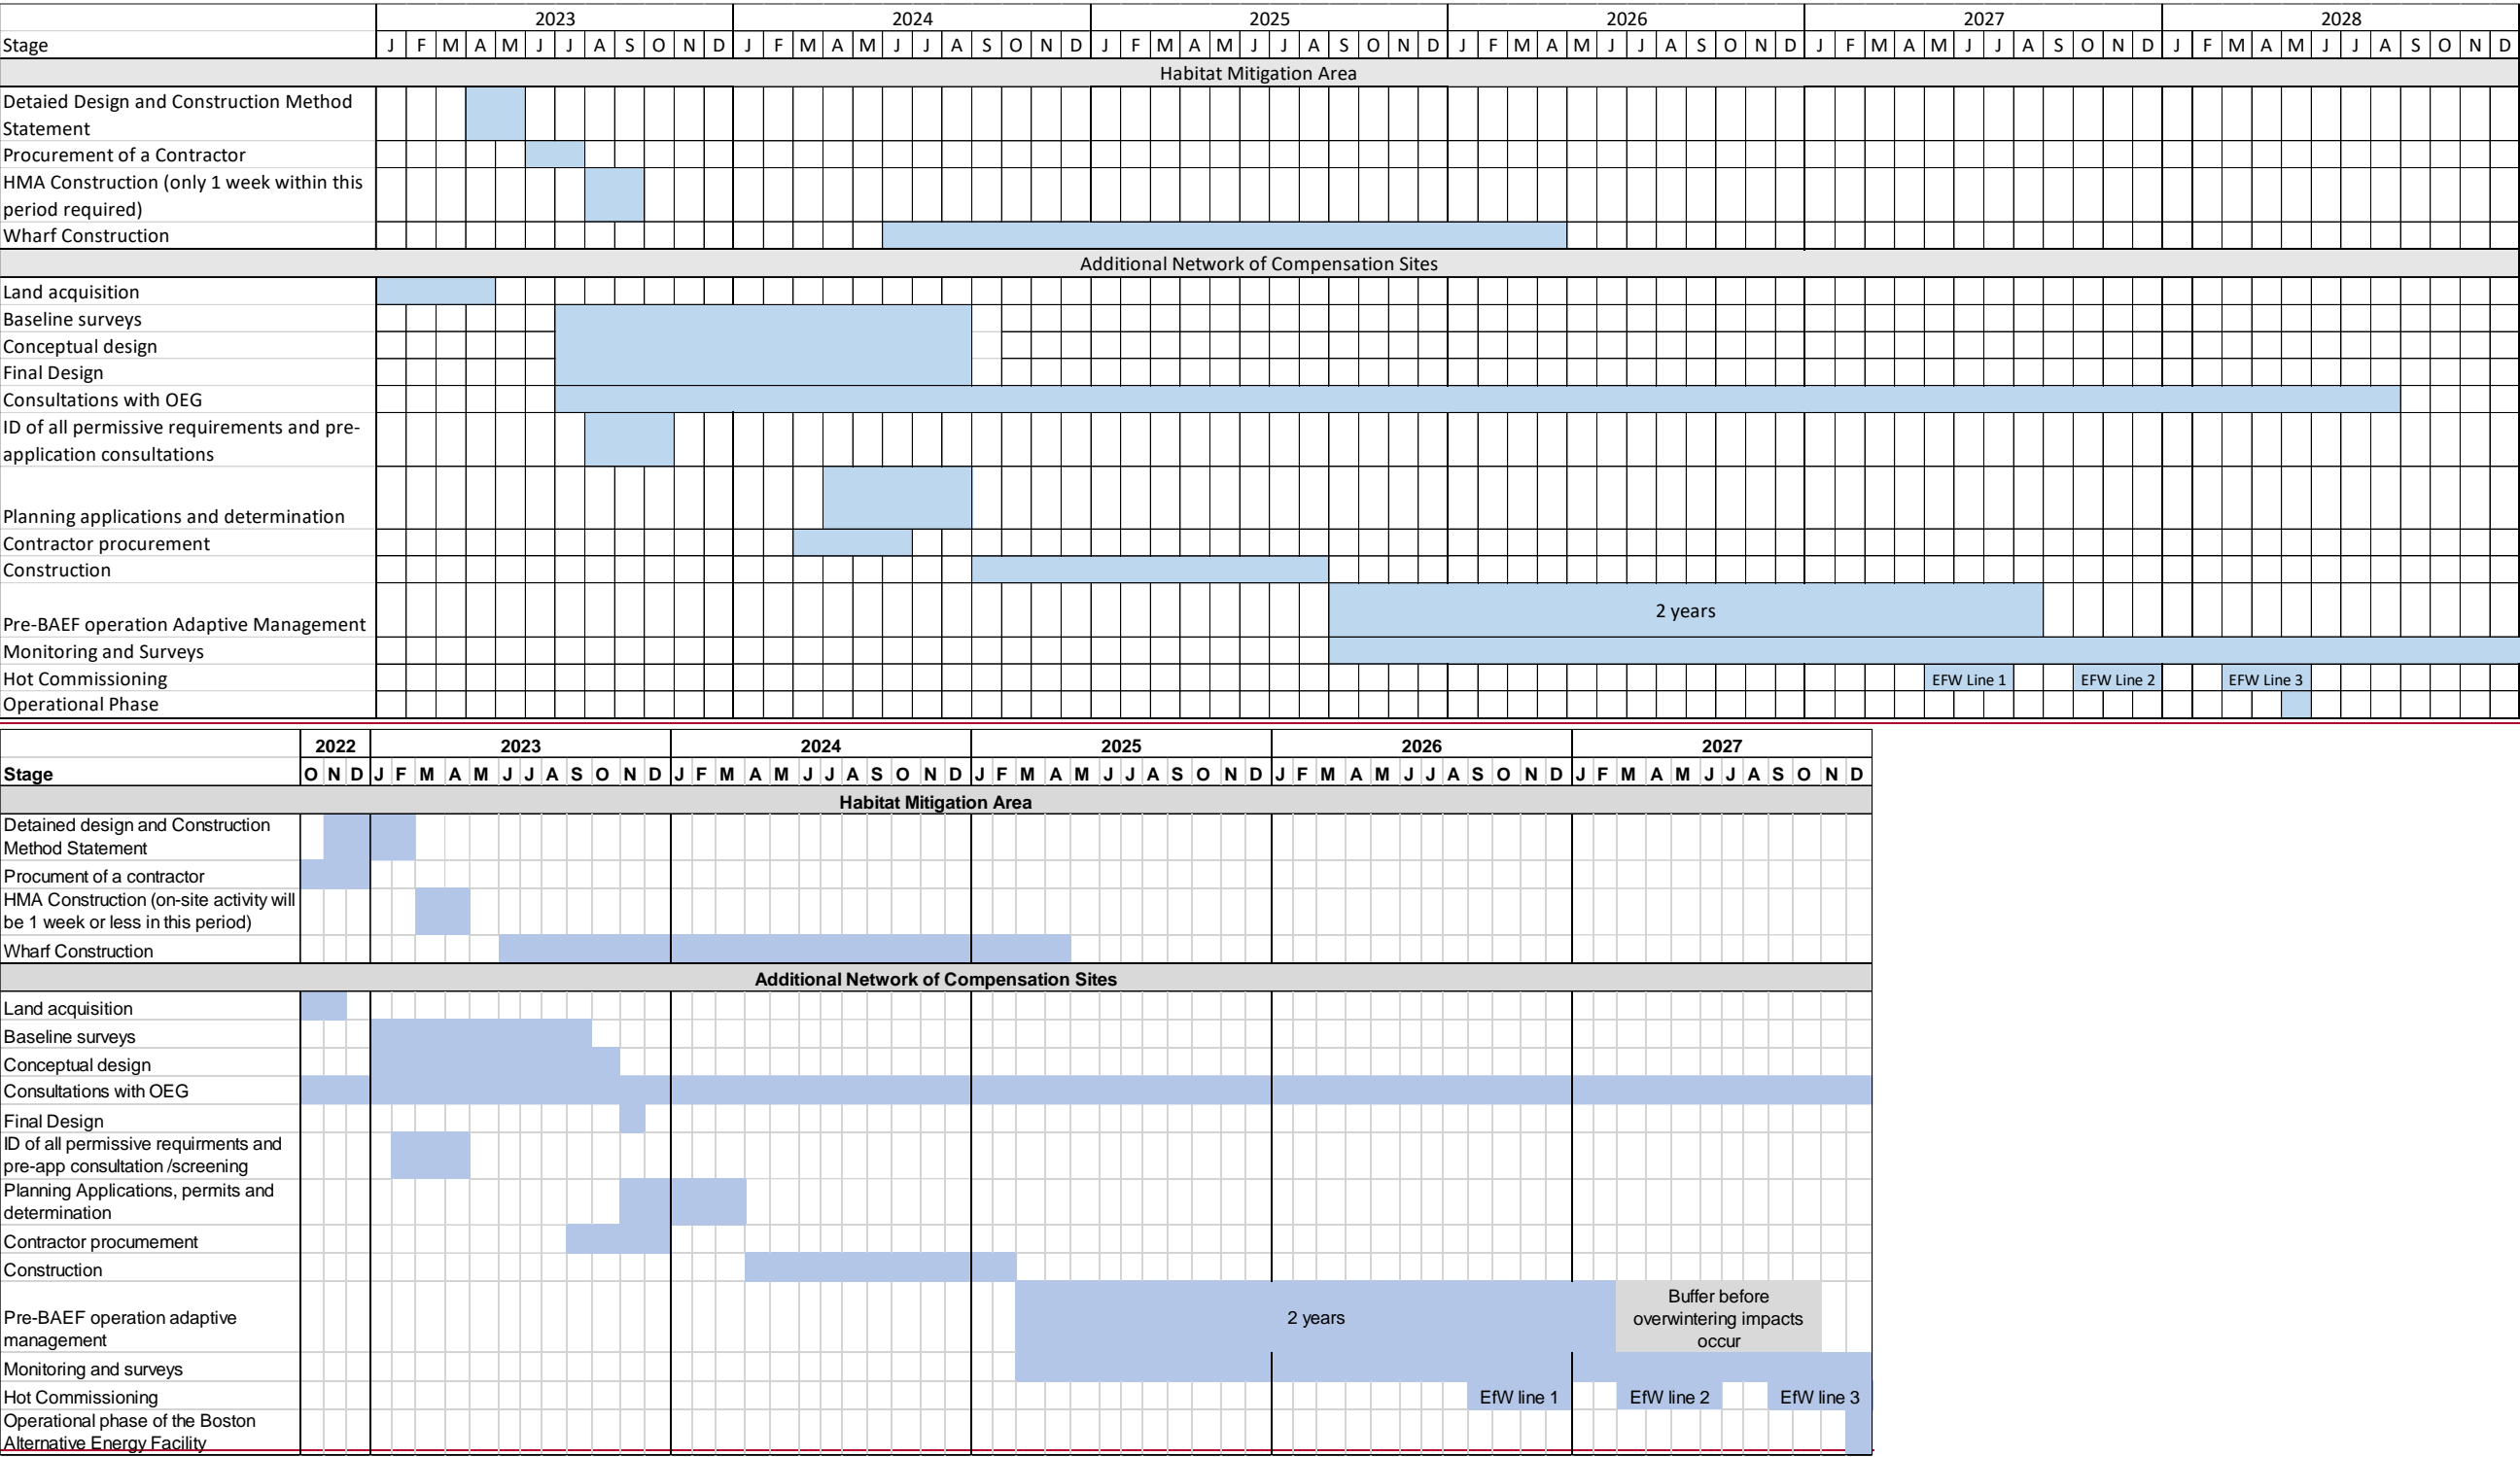 2023 2024 2025 2026 2027 2028
Stage J F M A M J J A S O N D J F M A M J J A S O N D J F M A M J J A S O N D J F M A M J J A S O N D J F M A M J J A S O N D J F M A M J J A S O N D
Habitat Mitigation Area
Detaied Design and Construction Method
Statement
Procurement of a Contractor
HMA Construction (only 1 week within this
period required)
Wharf Construction
Additional Network of Compensation Sites
Land acquisition
Baseline surveys
Conceptual design
Final Design
Consultations with OEG
ID of all permissive requirements and pre-
application consultations
Planning applications and determination
Contractor procurement
Construction
2 years
Pre-BAEF operation Adaptive Management
Monitoring and Surveys
Hot Commissioning EFW Line 1 EFW Line 2 EFW Line 3
Operational Phase
2022 2023 2024 2025 2026 2027
Stage O N D J F M A M J J A S O N D J F M A M J J A S O N D J F M A M J J A S O N D J F M A M J J A S O N D J F M A M J J A S O N D
Habitat Mitigation Area
Detained design and Construction
Method Statement
Procument of a contractor
HMA Construction (on-site activity will
be 1 week or less in this period)
Wharf Construction
Additional Network of Compensation Sites
Land acquisition
Baseline surveys
Conceptual design
Consultations with OEG
Final Design
ID of all permissive requirments and
pre-app consultation /screening
Planning Applications, permits and
determination
Contractor procumement
Construction
Pre-BAEF operation adaptive
management
2 years
Buffer before
overwintering impacts
occur
Monitoring and surveys
Hot Commissioning EfW line 1 EfW line 2 EfW line 3
Operational phase of the Boston
Alternative Energy Facility